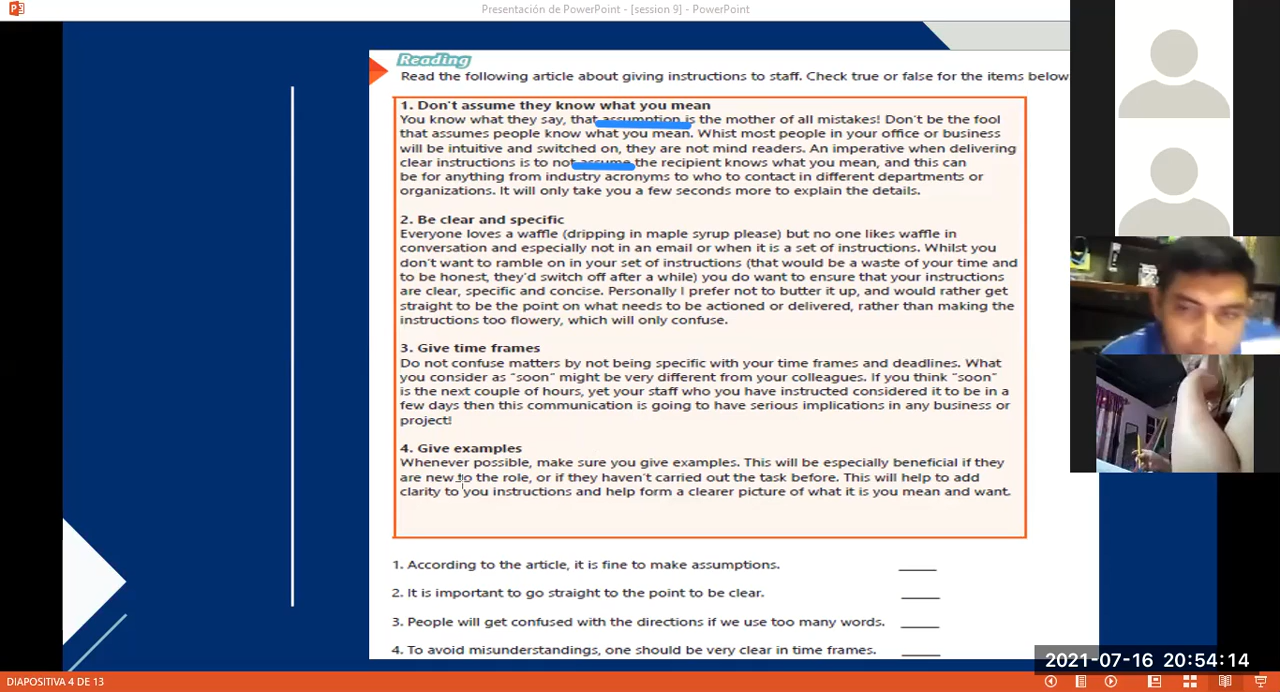 Presentación de PowerPoint - [session 9] - PowerPoint
Reading
Read the following article about giving instructions to staff. Check true or false for the items below
1. Don't assume they know what you mean
You know what they say, that assumption is the mother of all mistakes! Don't be the fool
that assumes people know what you mean. Whist most people in your office or business
will be intuitive and switched on, they are not mind readers. An imperative when delivering
clear instructions is to not assume the recipient knows what you mean, and this can
be for anything from industry acronyms to who to contact in different departments or
organizations. It will only take you a few seconds more to explain the details.
2. Be clear and specific
Everyone loves a waffle (dripping in maple syrup please) but no one likes waffle in
conversation and especially not in an email or when it is a set of instructions. Whilst you
don't want to ramble on in your set of instructions (that would be a waste of your time and
to be honest, they'd switch off after a while) you do want to ensure that your instructions
are clear, specific and concise. Personally I prefer not to butter it up, and would rather get
straight to be the point on what needs to be actioned or delivered, rather than making the
instructions too flowery, which will only confuse.
3. Give time frames
Do not confuse matters by not being specific with your time frames and deadlines. What
you consider as "soon" might be very different from your colleagues. If you think "soon"
is the next couple of hours, yet your staff who you have instructed considered it to be in a
few days then this communication is going to have serious implications in any business or
project!
4. Give examples
Whenever possible, make sure you give examples. This will be especially beneficial if they
are new to the role, or if they haven't carried out the task before. This will help to add
clarity to you instructions and help form a clearer picture of what it is you mean and want.
1. According to the article, it is fine to make assumptions. ____
2. It is important to go straight to the point to be clear. ____
3. People will get confused with the directions if we use too many words. ____
4. To avoid misunderstandings, one should be very clear in time frames. ____
2021-07-16 20:54:14
DIAPOSITIVA 4 DE 13